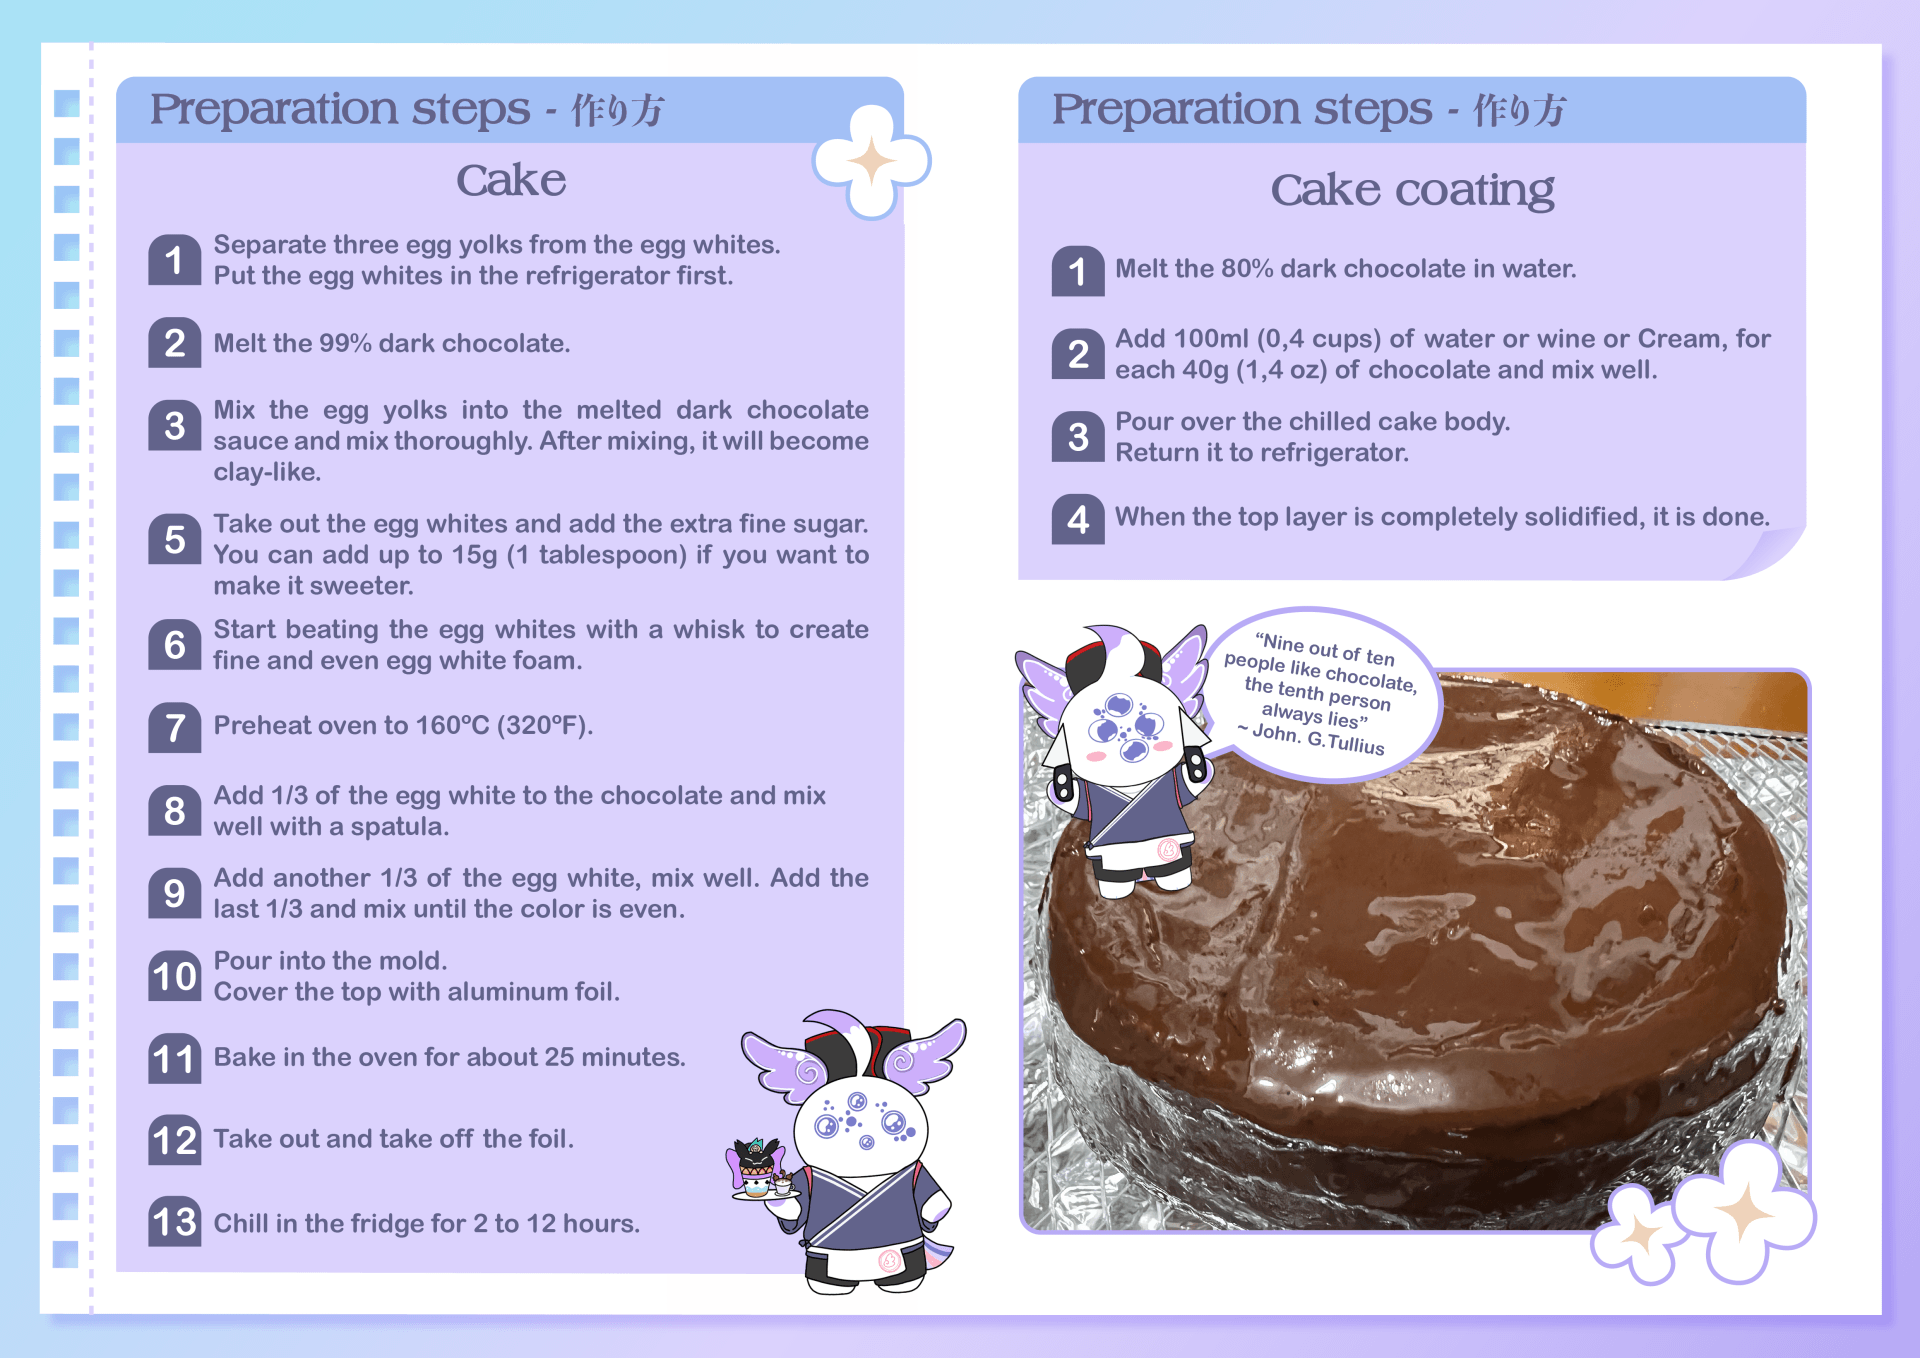 Preparation steps - 作り方
Cake
1
Separate three egg yolks from the egg whites.
Put the egg whites in the refrigerator first.
2
Melt the 99% dark chocolate.
3
Mix the egg yolks into the melted dark chocolate
sauce and mix thoroughly. After mixing, it will become
clay-like.
5
Take out the egg whites and add the extra fine sugar.
You can add up to 15g (1 tablespoon) if you want to
make it sweeter.
6
Start beating the egg whites with a whisk to create
fine and even egg white foam.
7
Preheat oven to 160ºC (320ºF).
8
Add 1/3 of the egg white to the chocolate and mix
well with a spatula.
9
Add another 1/3 of the egg white, mix well. Add the
last 1/3 and mix until the color is even.
10
Pour into the mold.
Cover the top with aluminum foil.
11
Bake in the oven for about 25 minutes.
12
Take out and take off the foil.
13
Chill in the fridge for 2 to 12 hours.
Preparation steps - 作り方
Cake coating
1
Melt the 80% dark chocolate in water.
2
Add 100ml (0,4 cups) of water or wine or Cream, for
each 40g (1,4 oz) of chocolate and mix well.
3
Pour over the chilled cake body.
Return it to refrigerator.
4
When the top layer is completely solidified, it is done.
“Nine out of ten
people like chocolate,
the tenth person
always lies”
~ John. G.Tullius